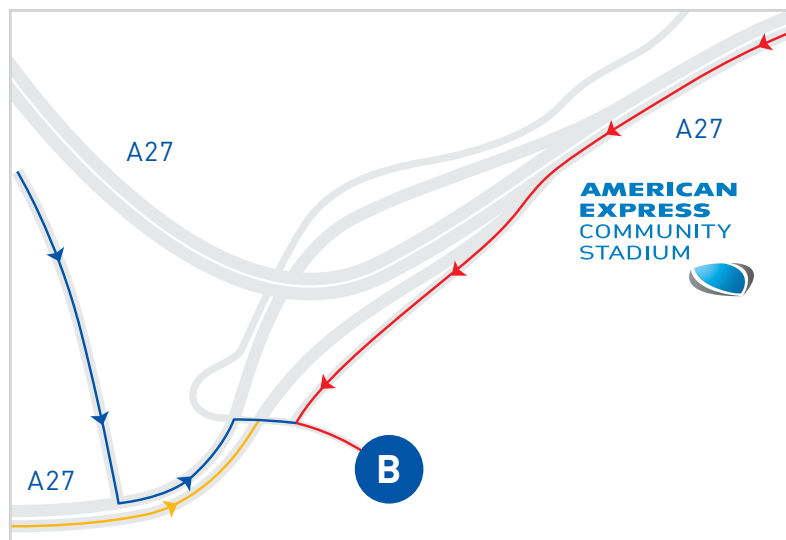 A27
A27
AMERICAN
EXPRESS
COMMUNITY
STADIUM
B
A27